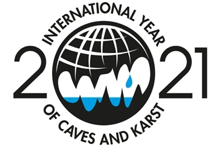 INTERNATIONAL YEAR
2021
OF CAVES AND KARST